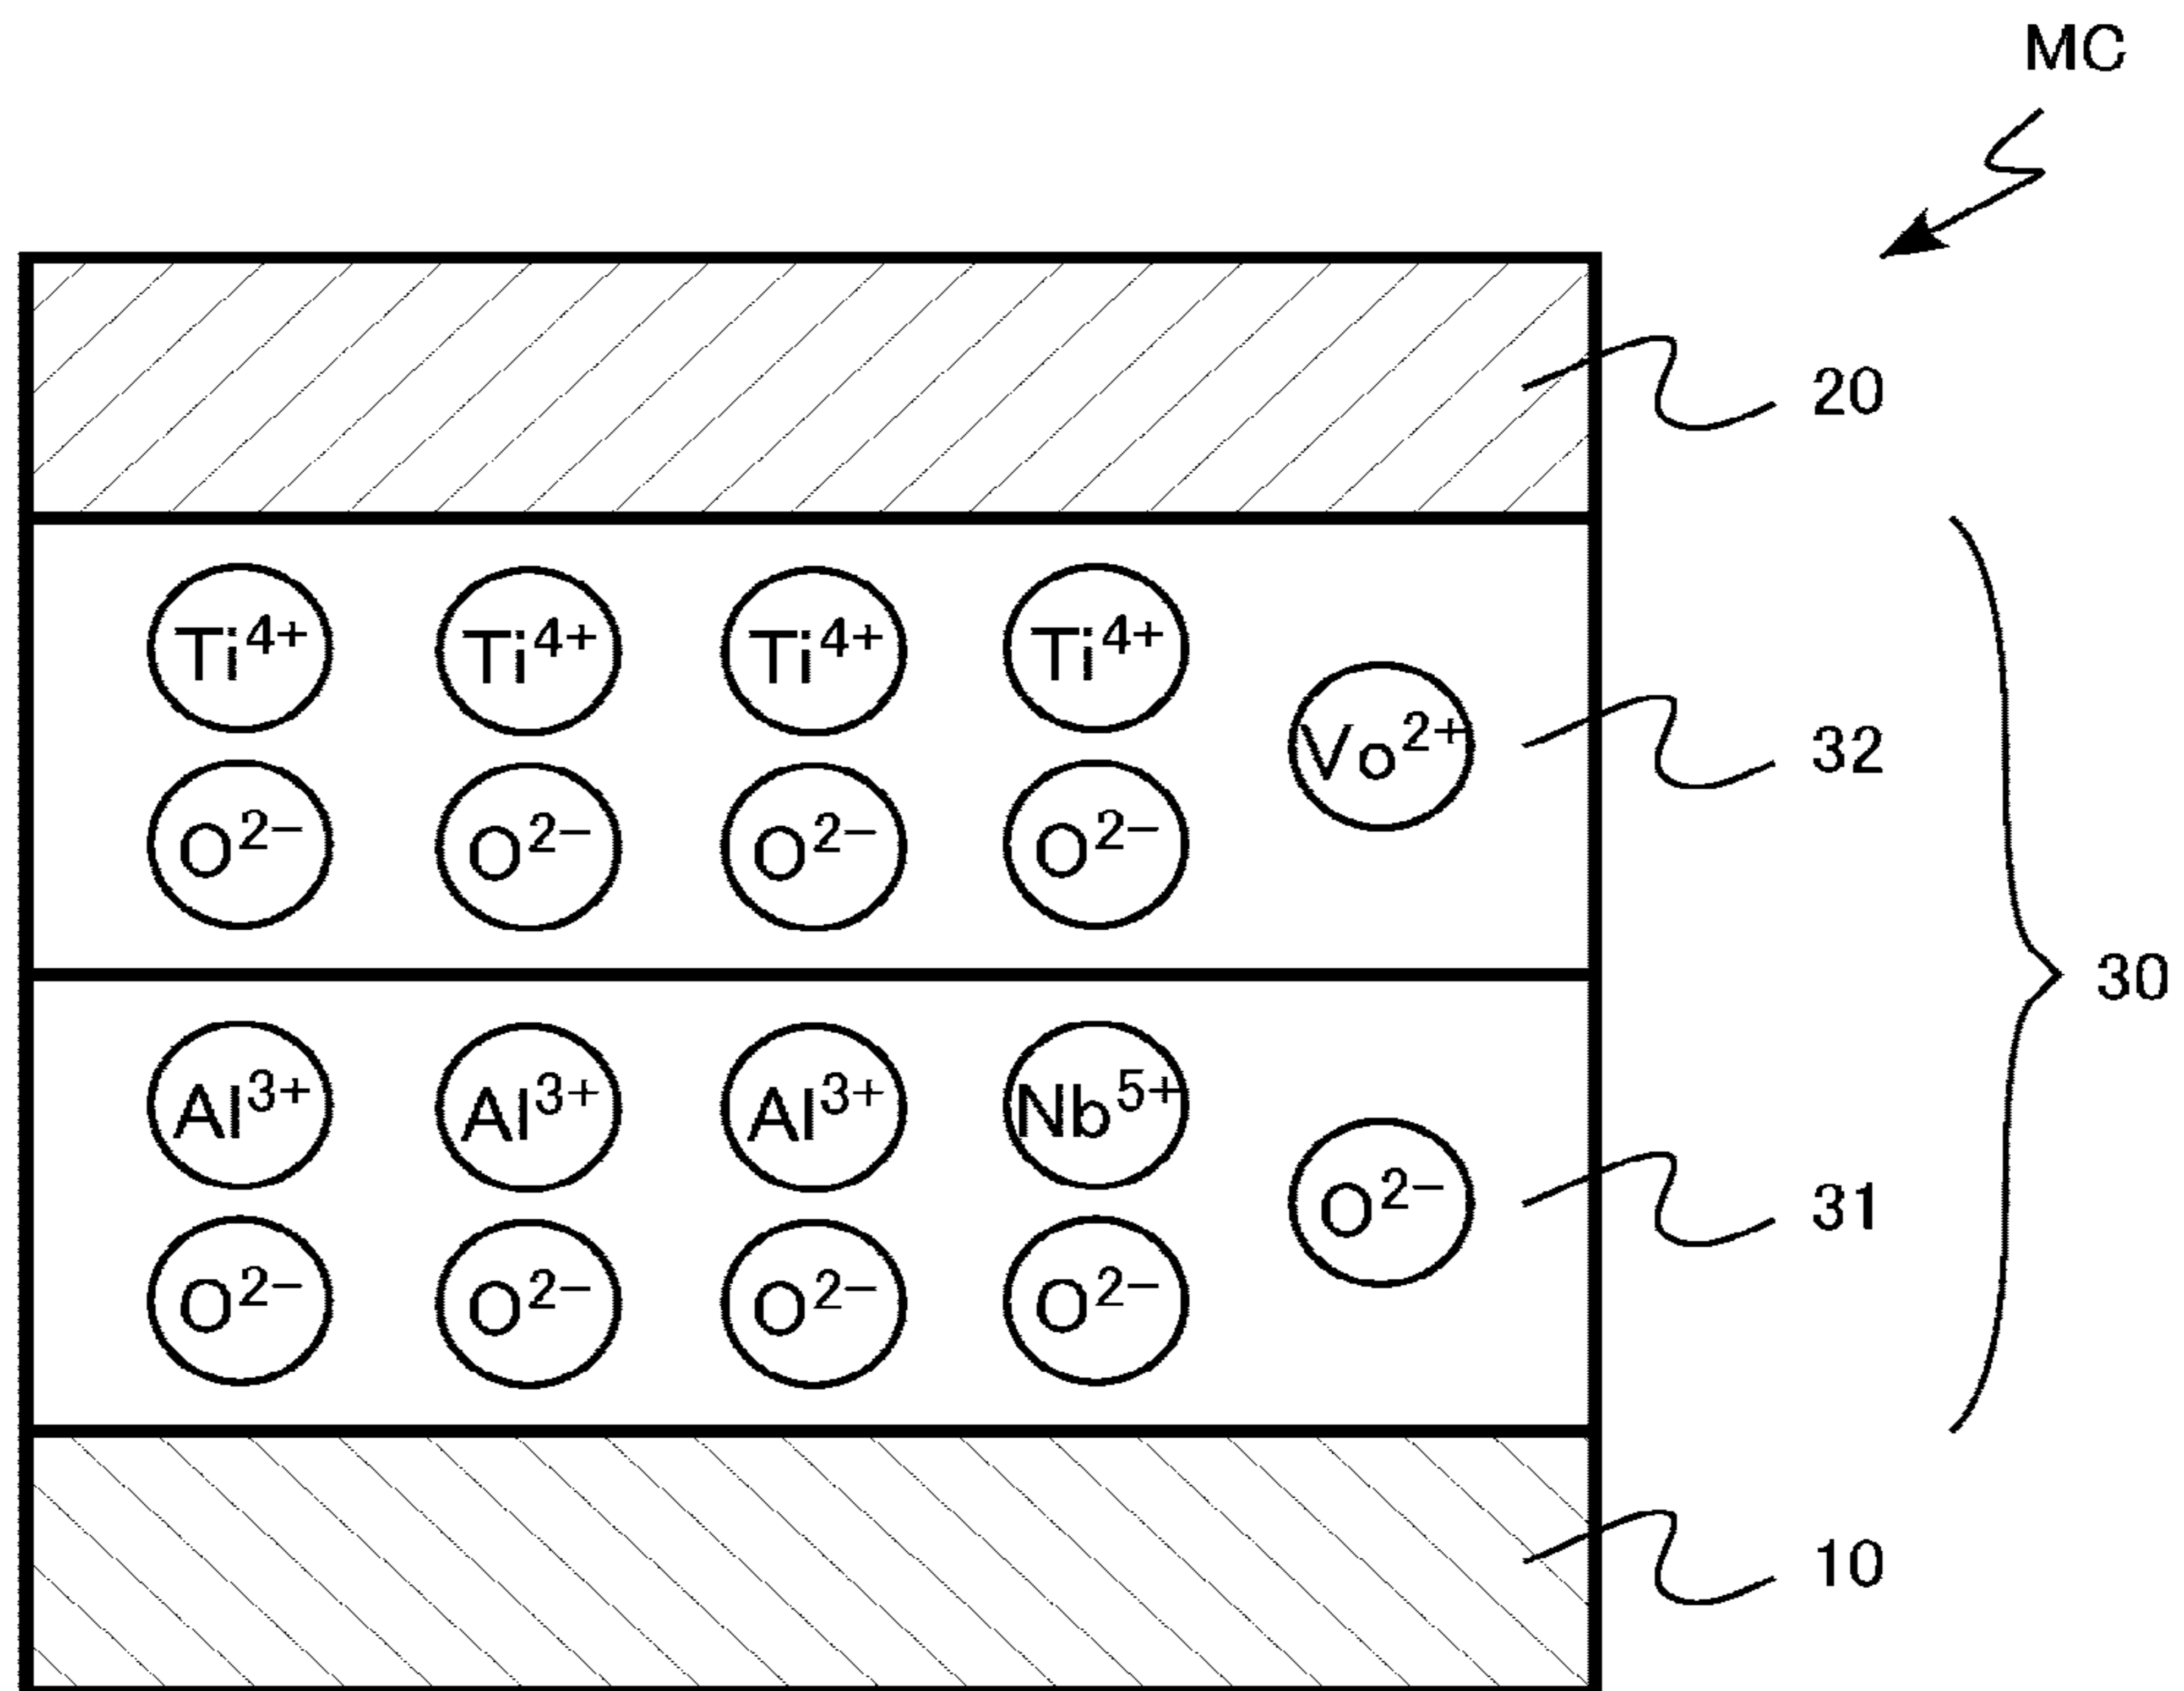 MC
20
Ti⁴⁺ Ti⁴⁺ Ti⁴⁺ Ti⁴⁺
Vo²⁺ 32
O²⁻ O²⁻ O²⁻ O²⁻
30
Al³⁺ Al³⁺ Al³⁺ Nb⁵⁺
O²⁻ 31
O²⁻ O²⁻ O²⁻ O²⁻
10